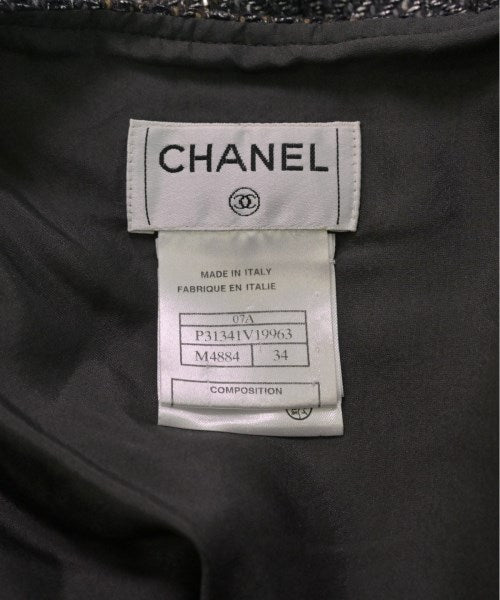 CHANEL
MADE IN ITALY
FABRIQUE EN ITALIE
07A
P31341V19963
M4884 34
COMPOSITION